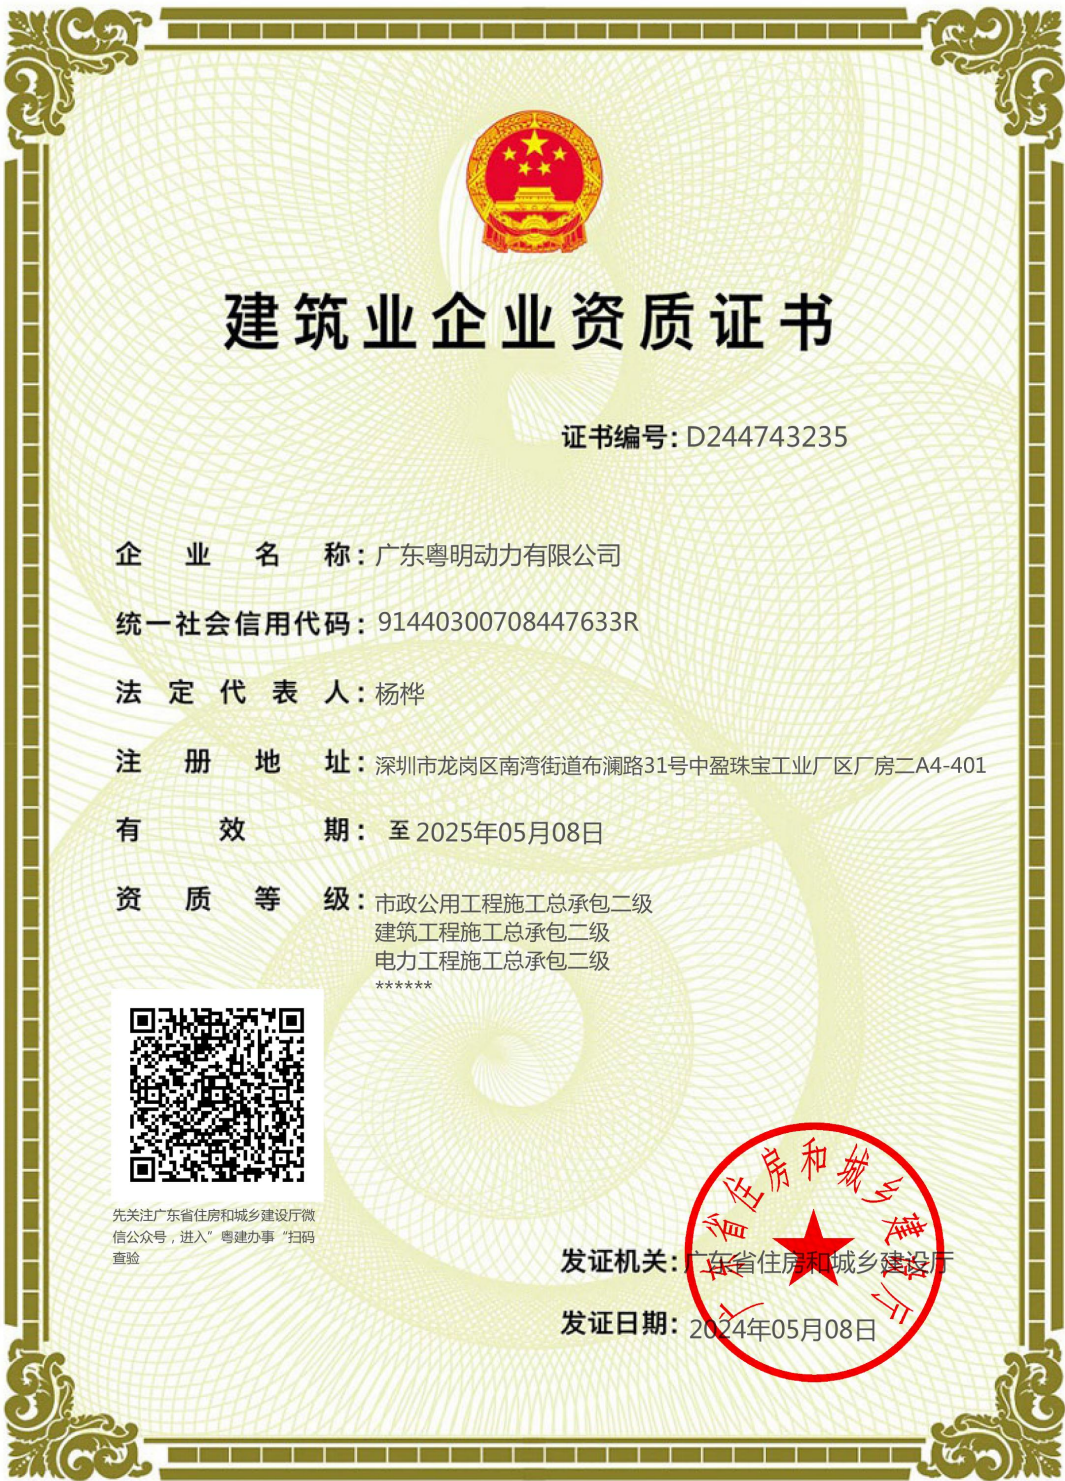 建筑业企业资质证书
证书编号：D244743235
企业名称：广东粤明动力有限公司
统一社会信用代码：91440300708447633R
法定代表人：杨桦
注册地址：深圳市龙岗区南湾街道布澜路31号中盈珠宝工业厂区厂房二A4-401
有效期：至2025年05月08日
资质等级：市政公用工程施工总承包二级
建筑工程施工总承包二级
电力工程施工总承包二级
******
先关注广东省住房和城乡建设厅微
信公众号，进入”粤建办事“扫码
查验
发证机关：广东省住房和城乡建设厅
发证日期：2024年05月08日
广东省住房和城乡建设厅